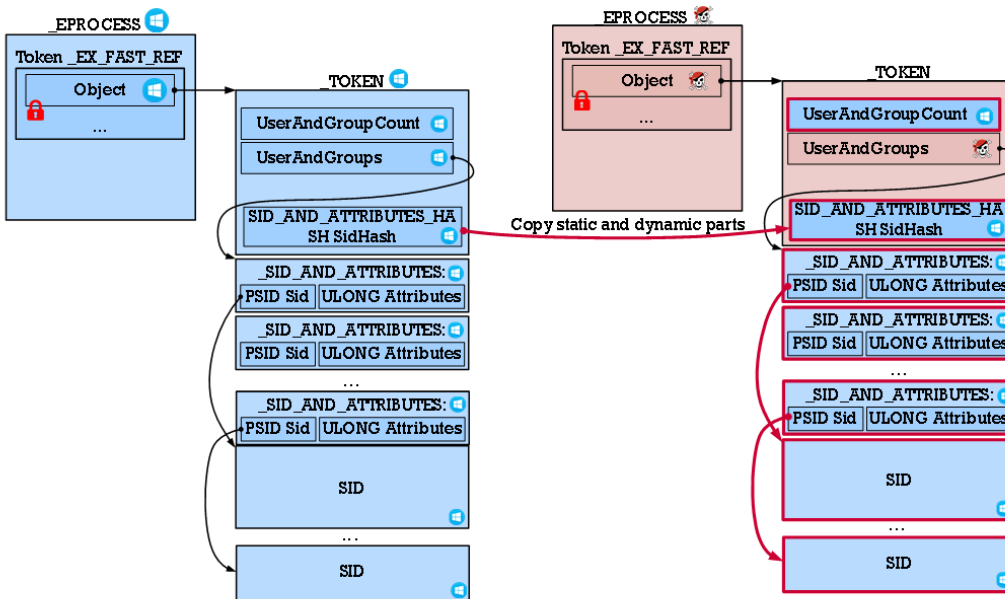 _EPROCESS
Token _EX_FAST_REF
Object
...
_TOKEN
UserAndGroupCount
UserAndGroups
SID_AND_ATTRIBUTES_HA
SH SidHash
_SID_AND_ATTRIBUTES:
PSID Sid ULONG Attributes
_SID_AND_ATTRIBUTES:
PSID Sid ULONG Attributes
...
_SID_AND_ATTRIBUTES:
PSID Sid ULONG Attributes
SID
...
SID
Copy static and dynamic parts
_EPROCESS
Token _EX_FAST_REF
Object
...
_TOKEN
UserAndGroupCount
UserAndGroups
SID_AND_ATTRIBUTES_HA
SH SidHash
_SID_AND_ATTRIBUTES:
PSID Sid ULONG Attributes
_SID_AND_ATTRIBUTES:
PSID Sid ULONG Attributes
...
_SID_AND_ATTRIBUTES:
PSID Sid ULONG Attributes
SID
...
SID